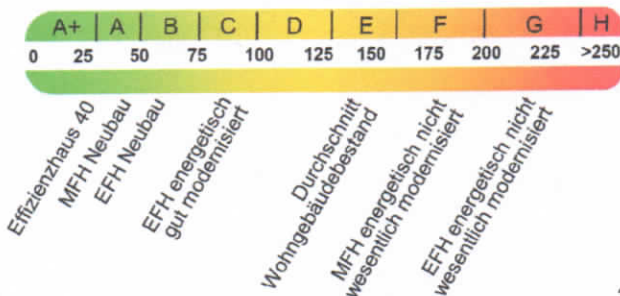 A+ A B C D E F G H
0 25 50 75 100 125 150 175 200 225 >250
Effizienzhaus 40
MFH Neubau
EFH Neubau
EFH energetisch
gut modernisiert
Durchschnitt
Wohngebäudebestand
MFH energetisch nicht
wesentlich modernisiert
EFH energetisch nicht
wesentlich modernisiert